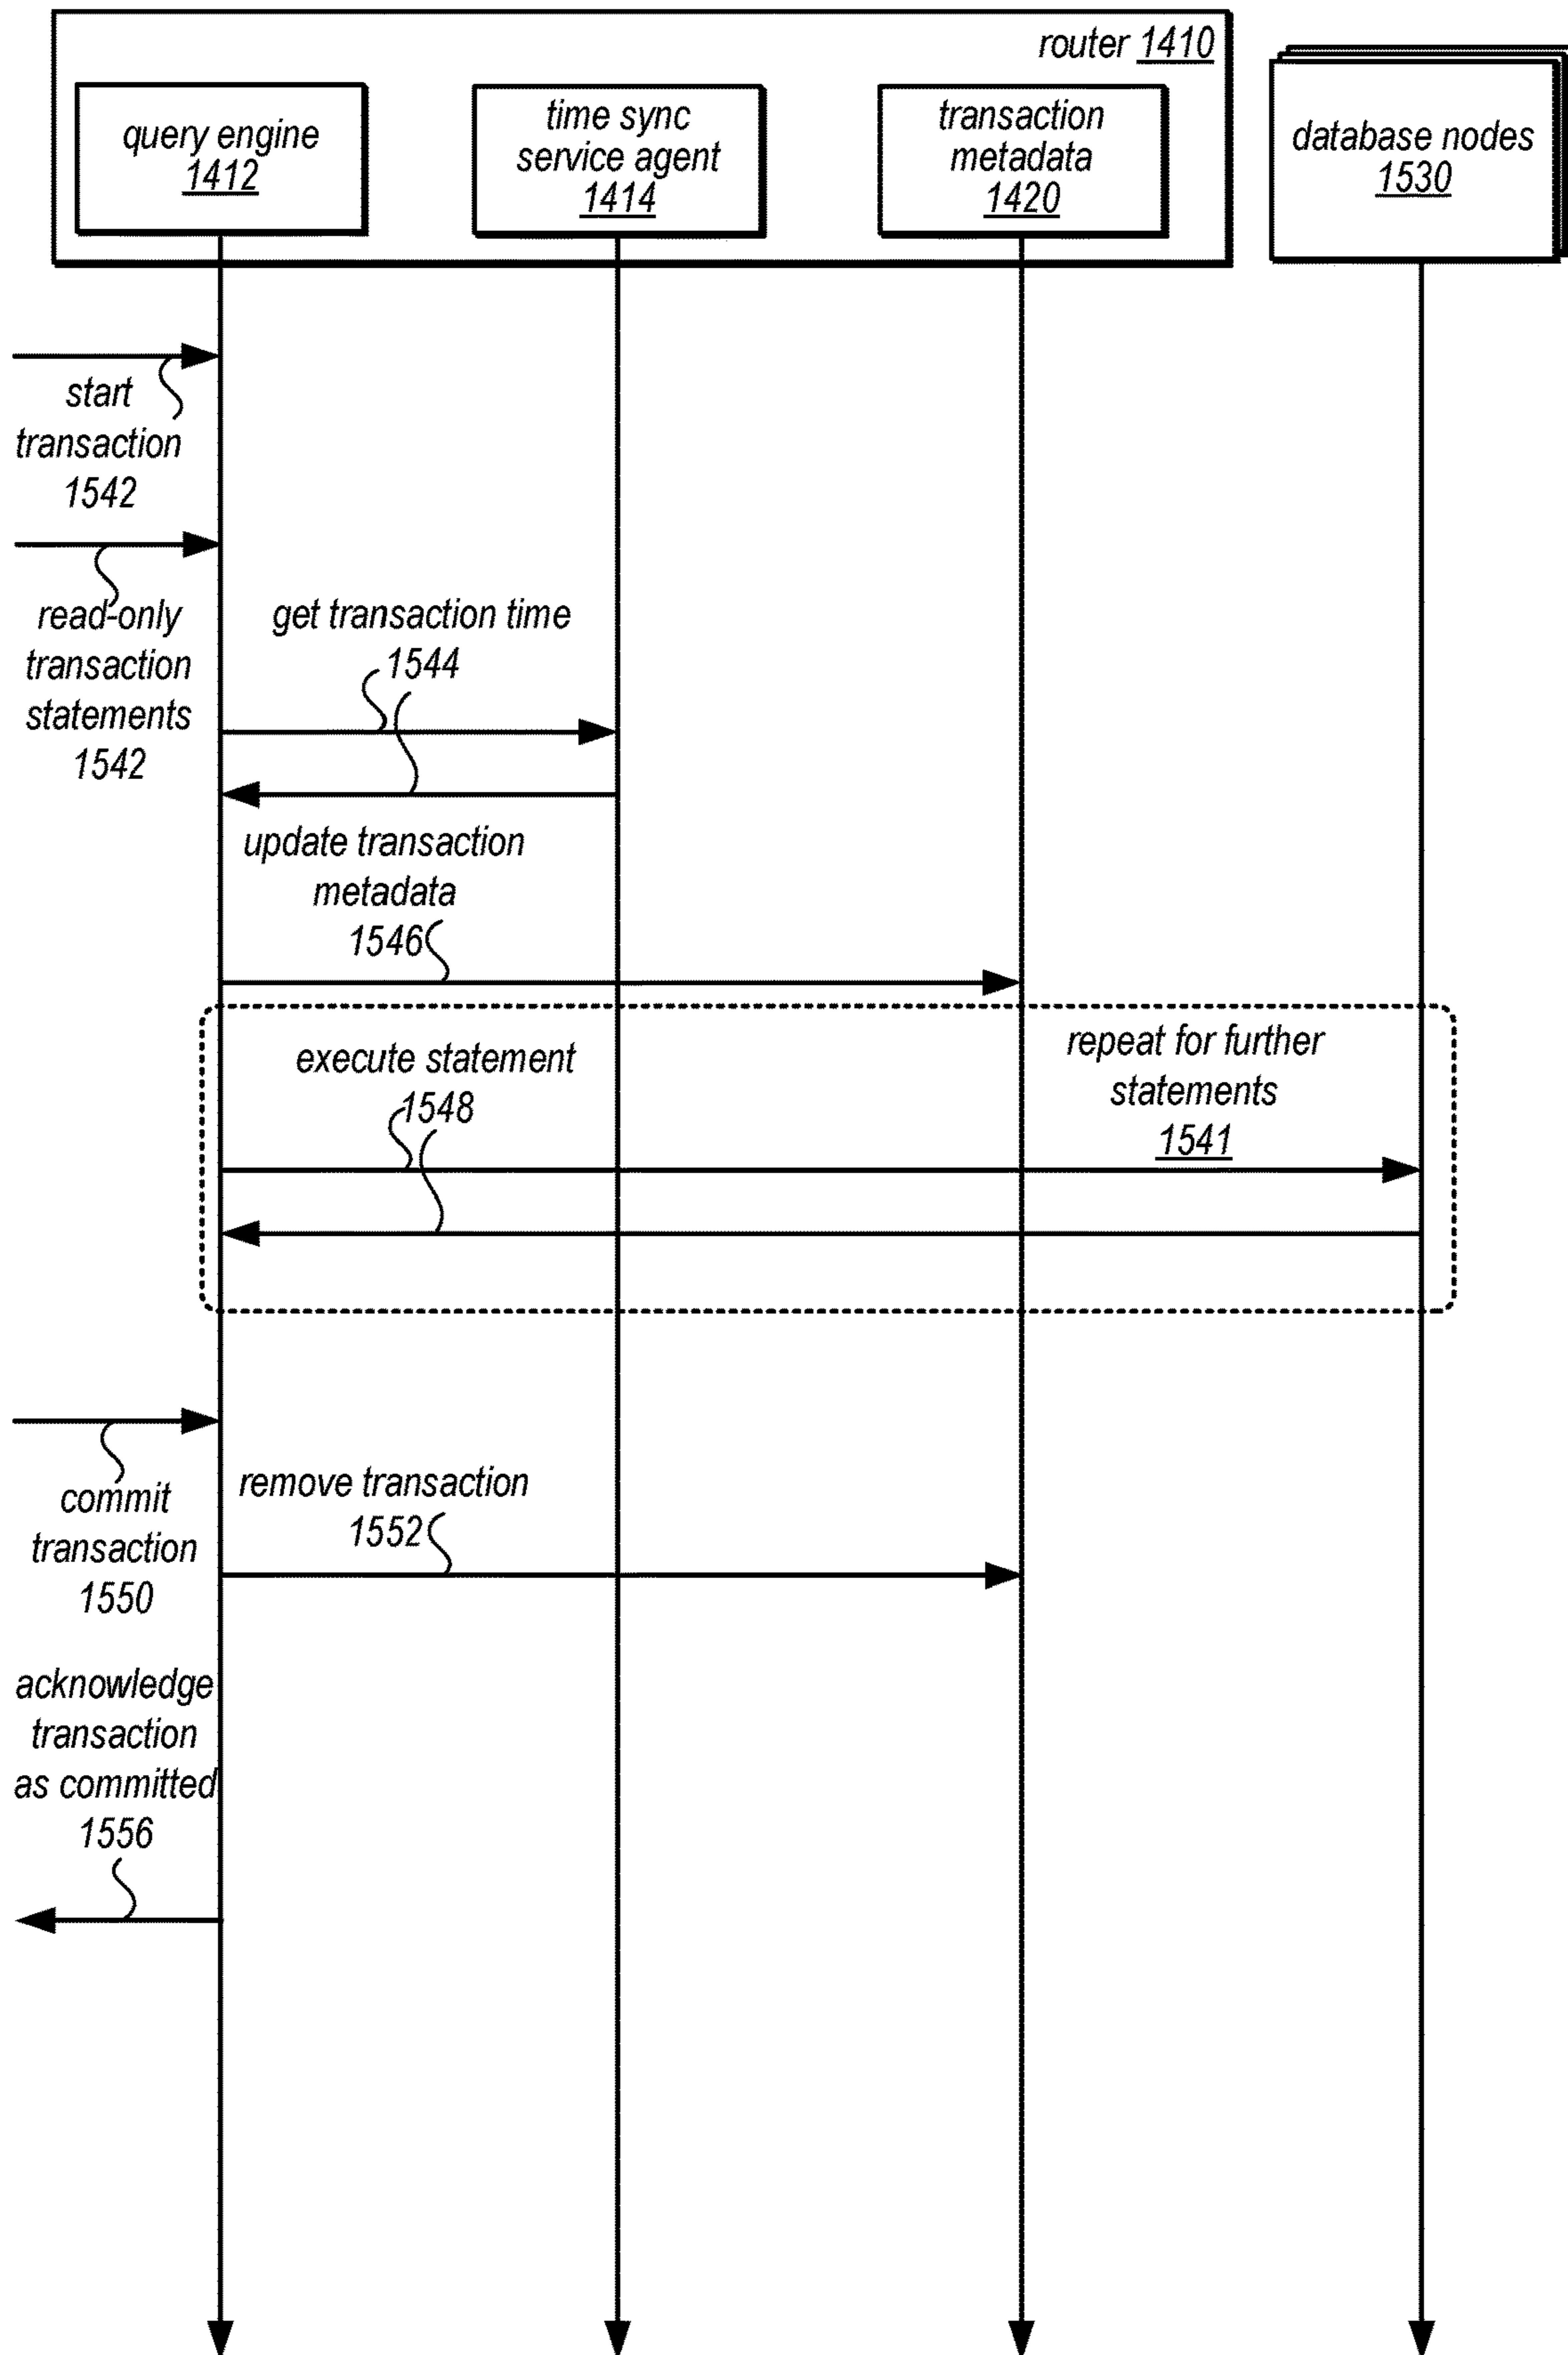 router 1410
query engine
1412
time sync
service agent
1414
transaction
metadata
1420
database nodes
1530
start
transaction
1542
read-only
transaction
statements
1542
get transaction time
1544
update transaction
metadata
1546
execute statement
1548
repeat for further
statements
1541
commit
transaction
1550
remove transaction
1552
acknowledge
transaction
as committed
1556